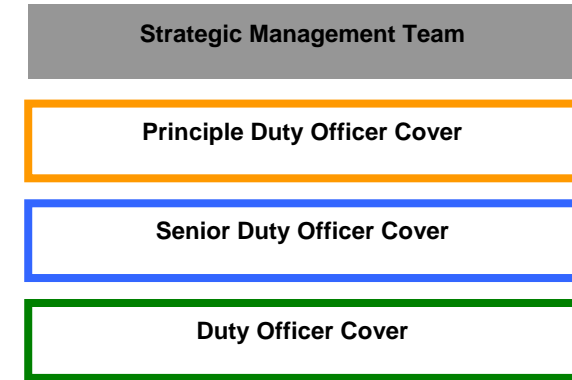 Strategic Management Team
Principle Duty Officer Cover
Senior Duty Officer Cover
Duty Officer Cover